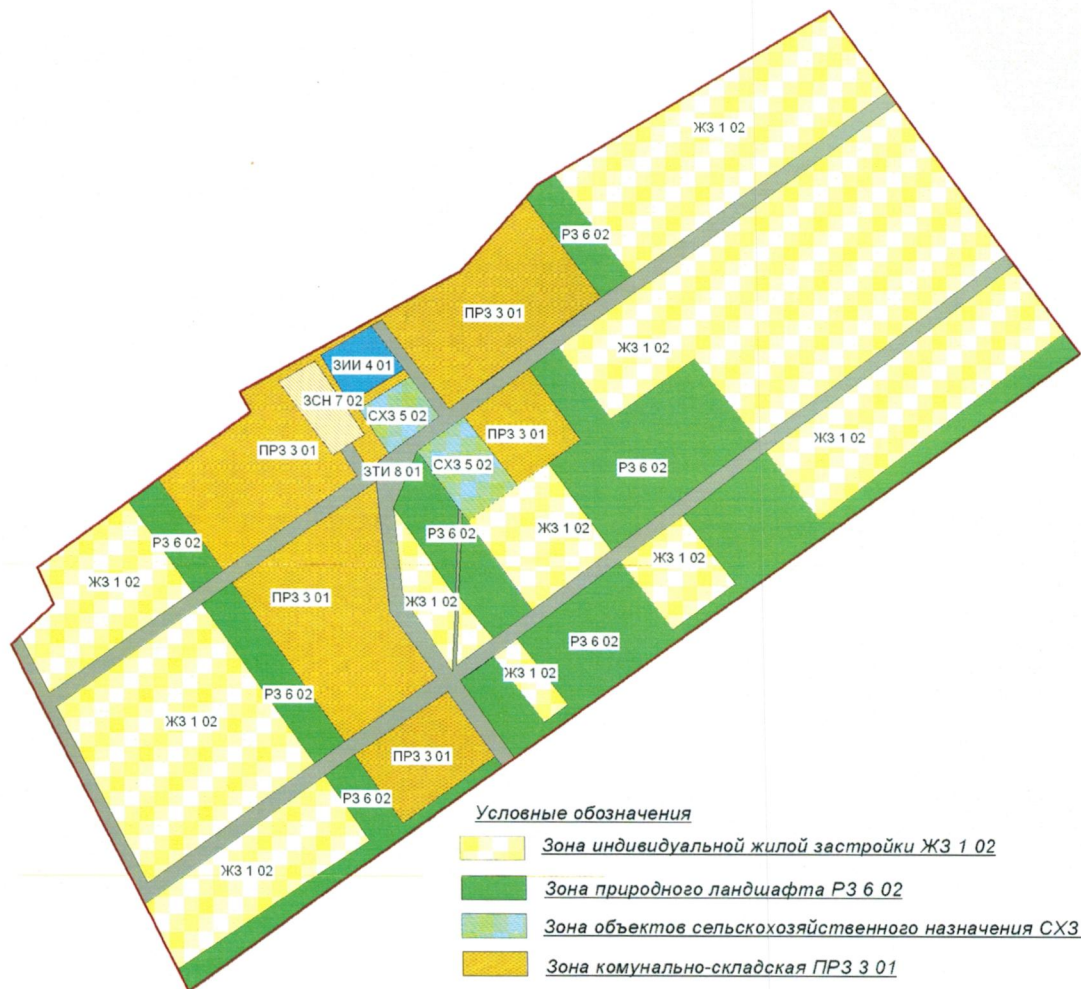 ЖЗ 1 02
РЗ 6 02
ПРЗ 3 01
ЖЗ 1 02
ЗИИ 4 01
ЗСН 7 02
СХЗ 5 02
ПРЗ 3 01
ЖЗ 1 02
ПРЗ 3 01
СХЗ 5 02
РЗ 6 02
ЗТИ 8 01
РЗ 6 02
ЖЗ 1 02
РЗ 6 02
ЖЗ 1 02
ЖЗ 1 02
ПРЗ 3 01
ЖЗ 1 02
РЗ 6 02
ЖЗ 1 02
РЗ 6 02
ЖЗ 1 02
ПРЗ 3 01
РЗ 6 02
ЖЗ 1 02
Условные обозначения
Зона индивидуальной жилой застройки ЖЗ 1 02
Зона природного ландшафта РЗ 6 02
Зона объектов сельскохозяйственного назначения СХЗ
Зона комунально-складская ПРЗ 3 01